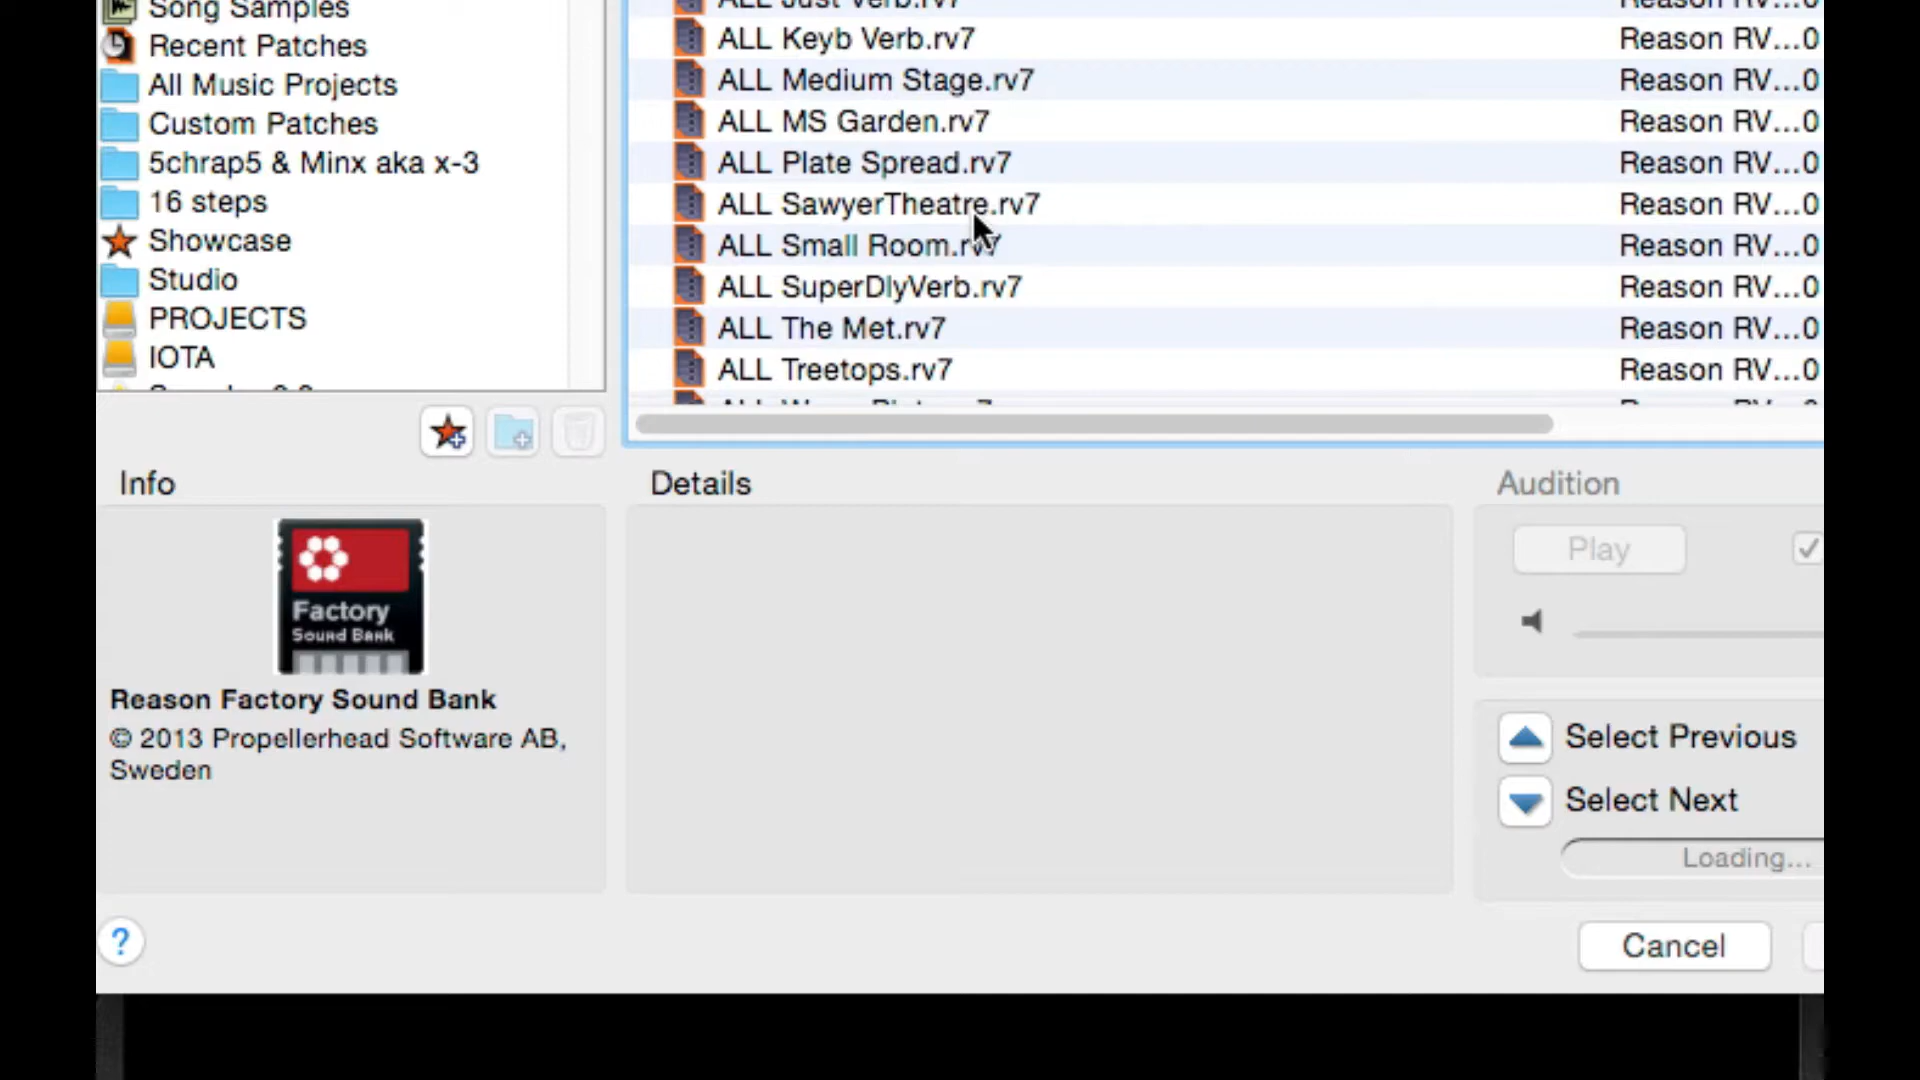 Song Samples
Recent Patches
All Music Projects
Custom Patches
5chrap5 & Minx aka x-3
16 steps
Showcase
Studio
PROJECTS
IOTA
ALL Just Verb.rv7
ALL Keyb Verb.rv7 Reason RV...0
ALL Medium Stage.rv7 Reason RV...0
ALL MS Garden.rv7 Reason RV...0
ALL Plate Spread.rv7 Reason RV...0
ALL SawyerTheatre.rv7 Reason RV...0
ALL Small Room.rv7 Reason RV...0
ALL SuperDlyVerb.rv7 Reason RV...0
ALL The Met.rv7 Reason RV...0
ALL Treetops.rv7 Reason RV...0
Info
Factory
Sound Bank
Reason Factory Sound Bank
© 2013 Propellerhead Software AB,
Sweden
Details
Audition
Play
Select Previous
Select Next
Loading...
?
Cancel